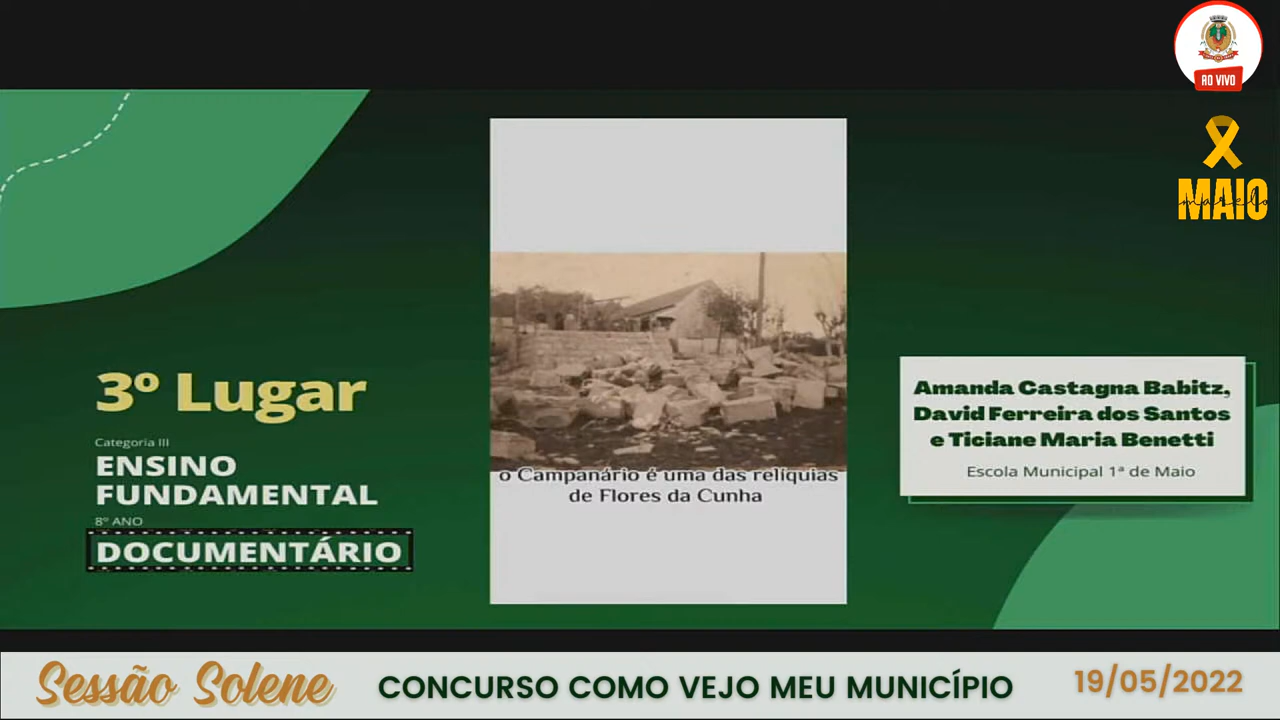 AO VIVO
MAIO
amarelo
3º Lugar
Categoria III
ENSINO
FUNDAMENTAL
8º ANO
DOCUMENTÁRIO
o Campanário é uma das relíquias
de Flores da Cunha
Amanda Castagna Babitz,
David Ferreira dos Santos
e Ticiane Maria Benetti
Escola Municipal 1ª de Maio
Sessão Solene
CONCURSO COMO VEJO MEU MUNICÍPIO
19/05/2022